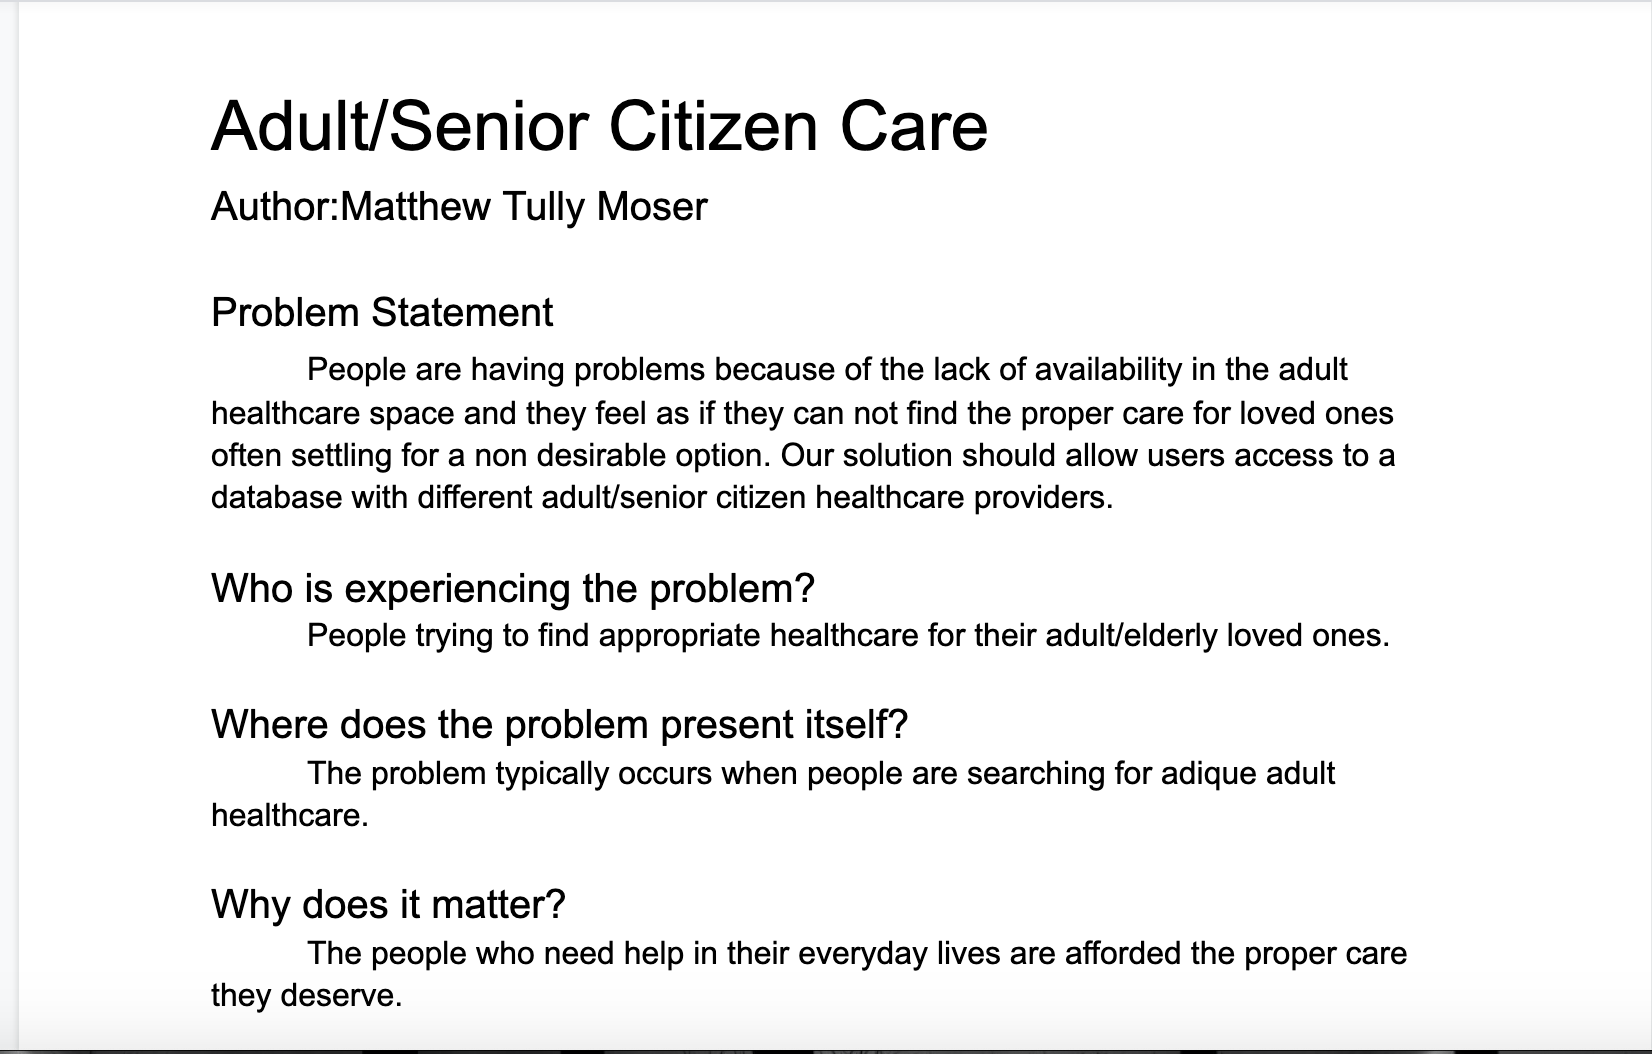 Adult/Senior Citizen Care
Author:Matthew Tully Moser
Problem Statement
People are having problems because of the lack of availability in the adult
healthcare space and they feel as if they can not find the proper care for loved ones
often settling for a non desirable option. Our solution should allow users access to a
database with different adult/senior citizen healthcare providers.
Who is experiencing the problem?
People trying to find appropriate healthcare for their adult/elderly loved ones.
Where does the problem present itself?
The problem typically occurs when people are searching for adique adult
healthcare.
Why does it matter?
The people who need help in their everyday lives are afforded the proper care
they deserve.